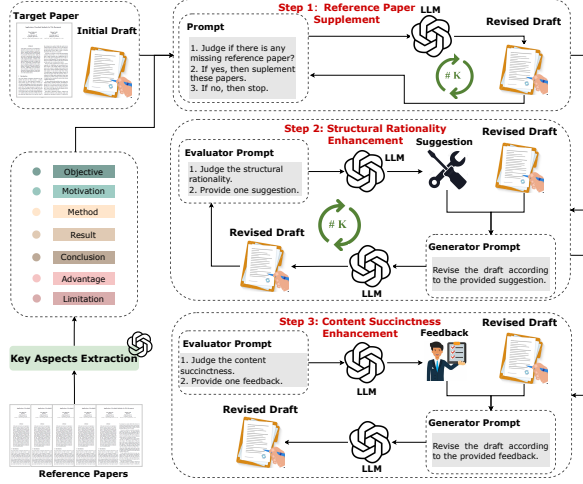 Target Paper
Initial Draft
Objective
Motivation
Method
Result
Conclusion
Advantage
Limitation
Key Aspects Extraction
Reference Papers
Step 1: Reference Paper
Supplement
Prompt
1. Judge if there is any
missing reference paper?
2. If yes, then suplement
these papers.
3. If no, then stop.
LLM
# K
Revised Draft
Step 2: Structural Rationality
Enhancement
Evaluator Prompt
1. Judge the structural
rationality.
2. Provide one suggestion.
LLM
Suggestion
Revised Draft
# K
Revised Draft
LLM
Generator Prompt
Revise the draft according
to the provided suggestion.
Step 3: Content Succinctness
Enhancement
Evaluator Prompt
1. Judge the content
succinctness.
2. Provide one feedback.
LLM
Feedback
Revised Draft
Revised Draft
LLM
Generator Prompt
Revise the draft according
to the provided feedback.